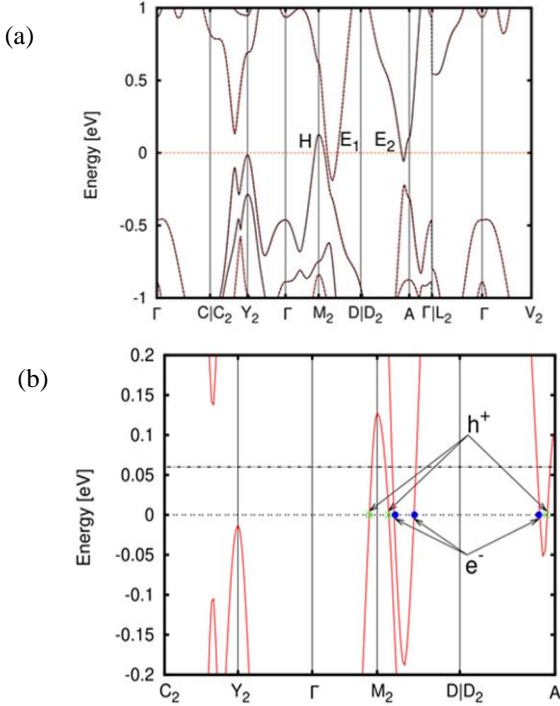 (a)
Energy [eV]
1
0.5
0
-0.5
-1
H E₁ E₂
Γ C|C₂ Y₂ Γ M₂ D|D₂ A Γ|L₂ Γ V₂
(b)
Energy [eV]
0.2
0.15
0.1
0.05
0
-0.05
-0.1
-0.15
-0.2
h⁺
e⁻
C₂ Y₂ Γ M₂ D|D₂ A